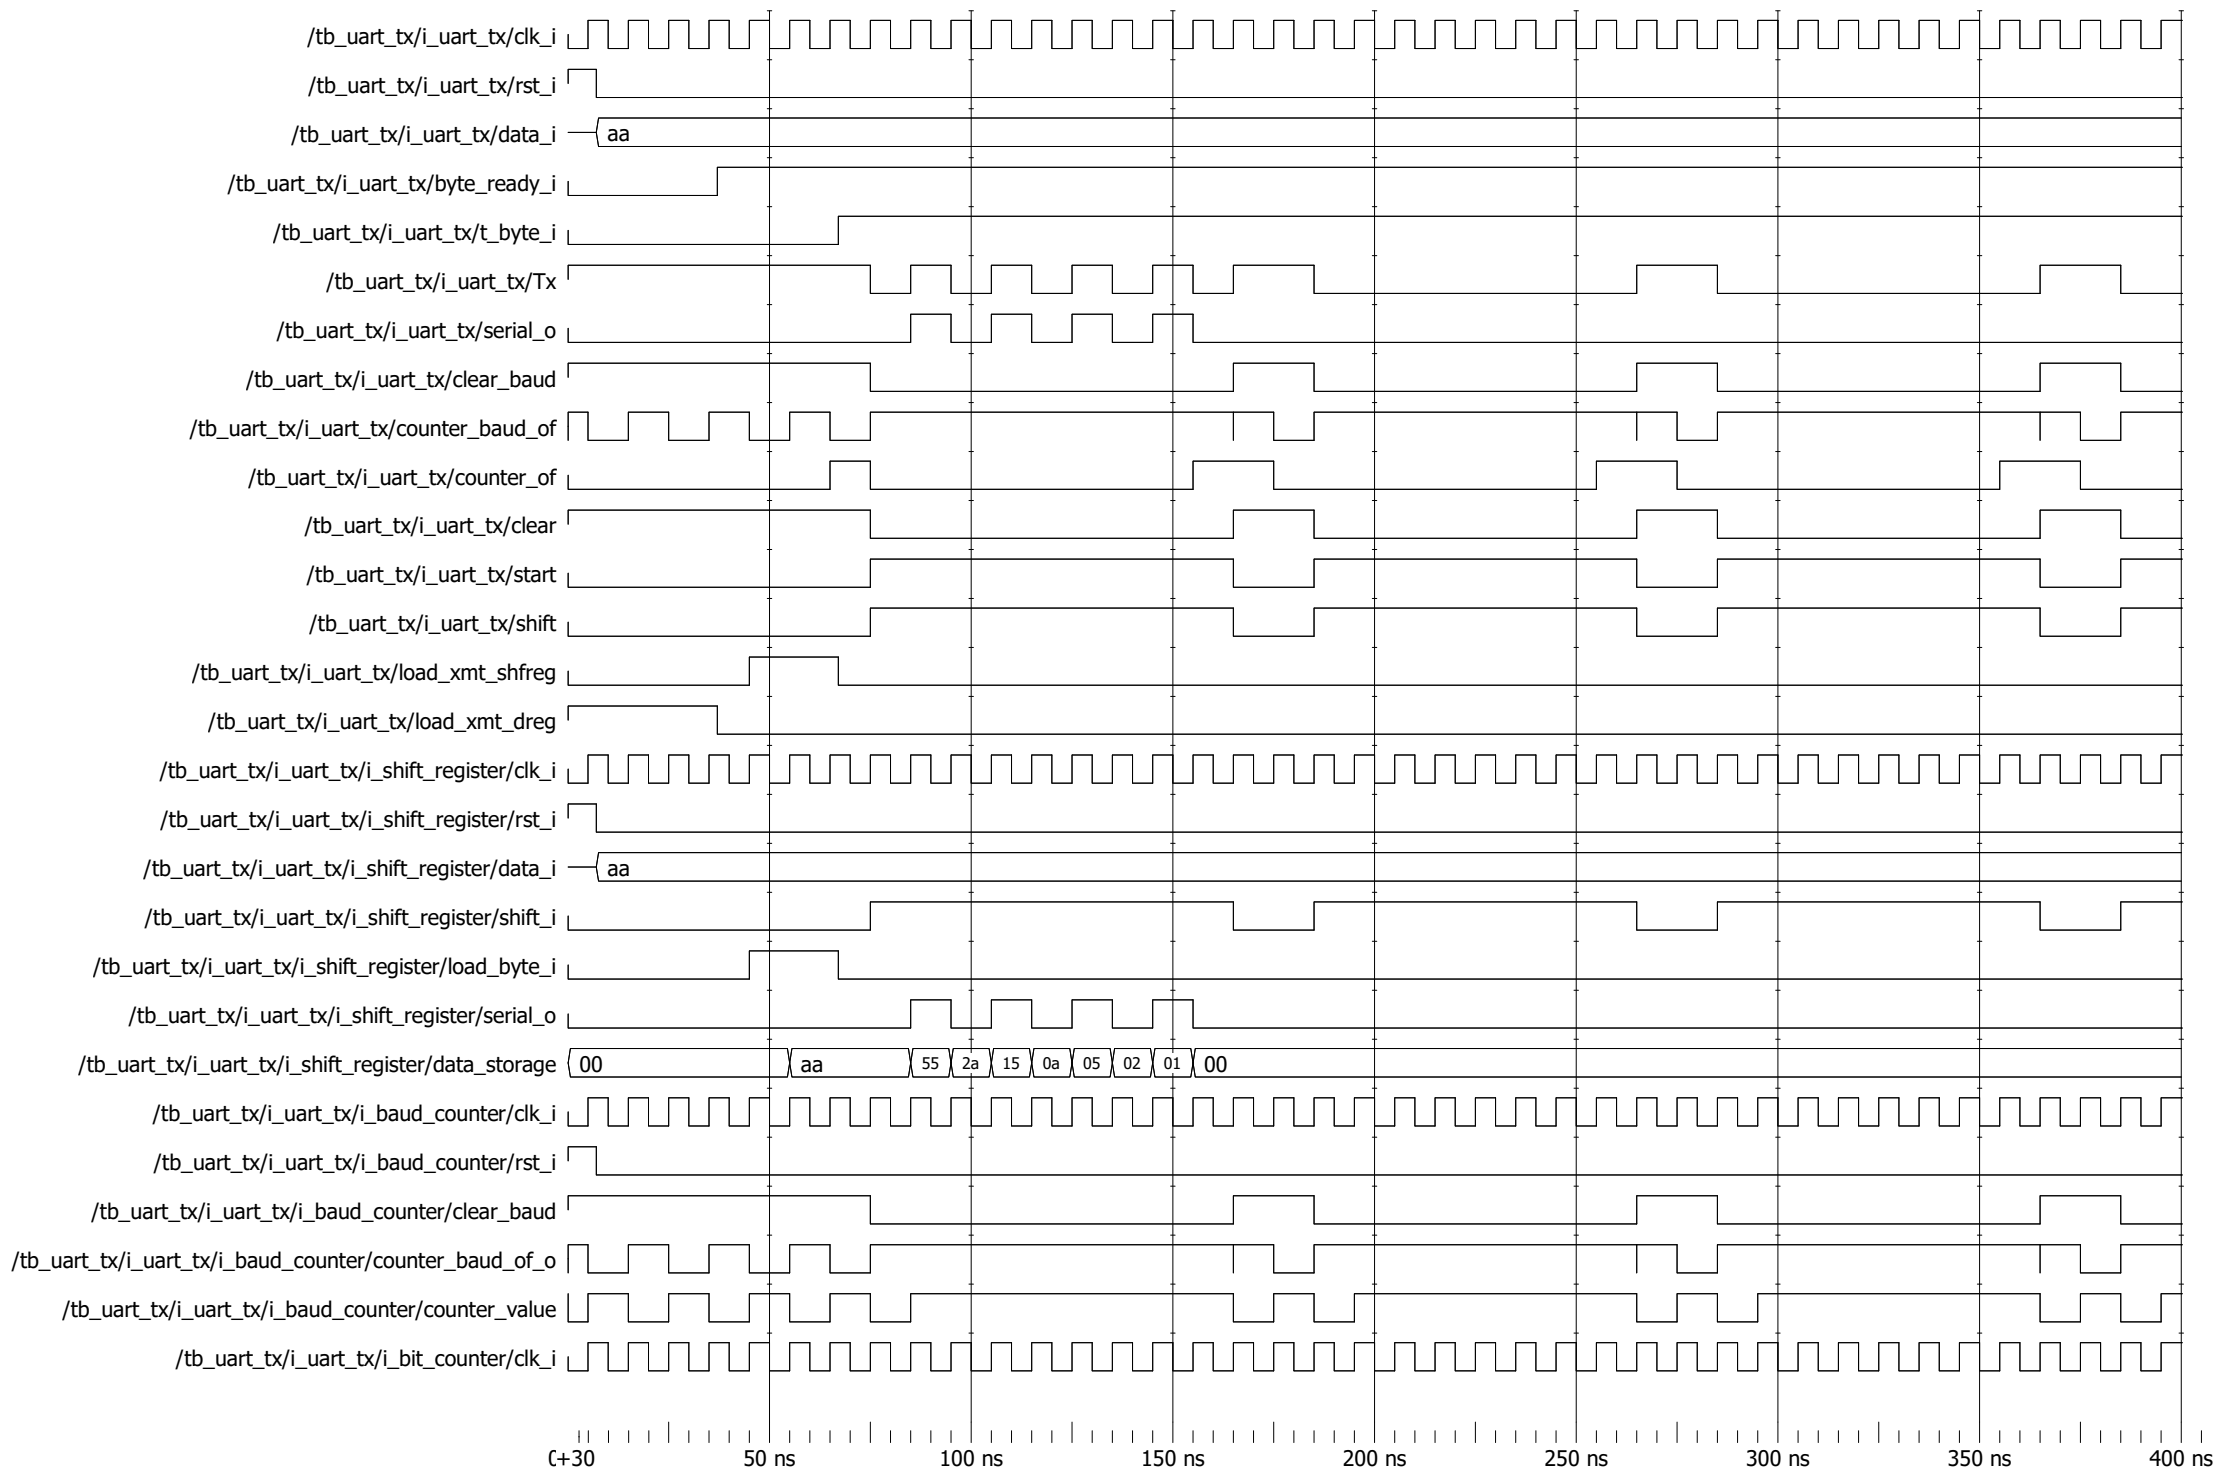 /tb_uart_tx/i_uart_tx/clk_i
/tb_uart_tx/i_uart_tx/rst_i
/tb_uart_tx/i_uart_tx/data_i aa
/tb_uart_tx/i_uart_tx/byte_ready_i
/tb_uart_tx/i_uart_tx/t_byte_i
/tb_uart_tx/i_uart_tx/Tx
/tb_uart_tx/i_uart_tx/serial_o
/tb_uart_tx/i_uart_tx/clear_baud
/tb_uart_tx/i_uart_tx/counter_baud_of
/tb_uart_tx/i_uart_tx/counter_of
/tb_uart_tx/i_uart_tx/clear
/tb_uart_tx/i_uart_tx/start
/tb_uart_tx/i_uart_tx/shift
/tb_uart_tx/i_uart_tx/load_xmt_shfreg
/tb_uart_tx/i_uart_tx/load_xmt_dreg
/tb_uart_tx/i_uart_tx/i_shift_register/clk_i
/tb_uart_tx/i_uart_tx/i_shift_register/rst_i
/tb_uart_tx/i_uart_tx/i_shift_register/data_i aa
/tb_uart_tx/i_uart_tx/i_shift_register/shift_i
/tb_uart_tx/i_uart_tx/i_shift_register/load_byte_i
/tb_uart_tx/i_uart_tx/i_shift_register/serial_o
/tb_uart_tx/i_uart_tx/i_shift_register/data_storage 00 aa 55 2a 15 0a 05 02 01 00
/tb_uart_tx/i_uart_tx/i_baud_counter/clk_i
/tb_uart_tx/i_uart_tx/i_baud_counter/rst_i
/tb_uart_tx/i_uart_tx/i_baud_counter/clear_baud
/tb_uart_tx/i_uart_tx/i_baud_counter/counter_baud_of_o
/tb_uart_tx/i_uart_tx/i_baud_counter/counter_value
/tb_uart_tx/i_uart_tx/i_bit_counter/clk_i
+30 50 ns 100 ns 150 ns 200 ns 250 ns 300 ns 350 ns 400 ns